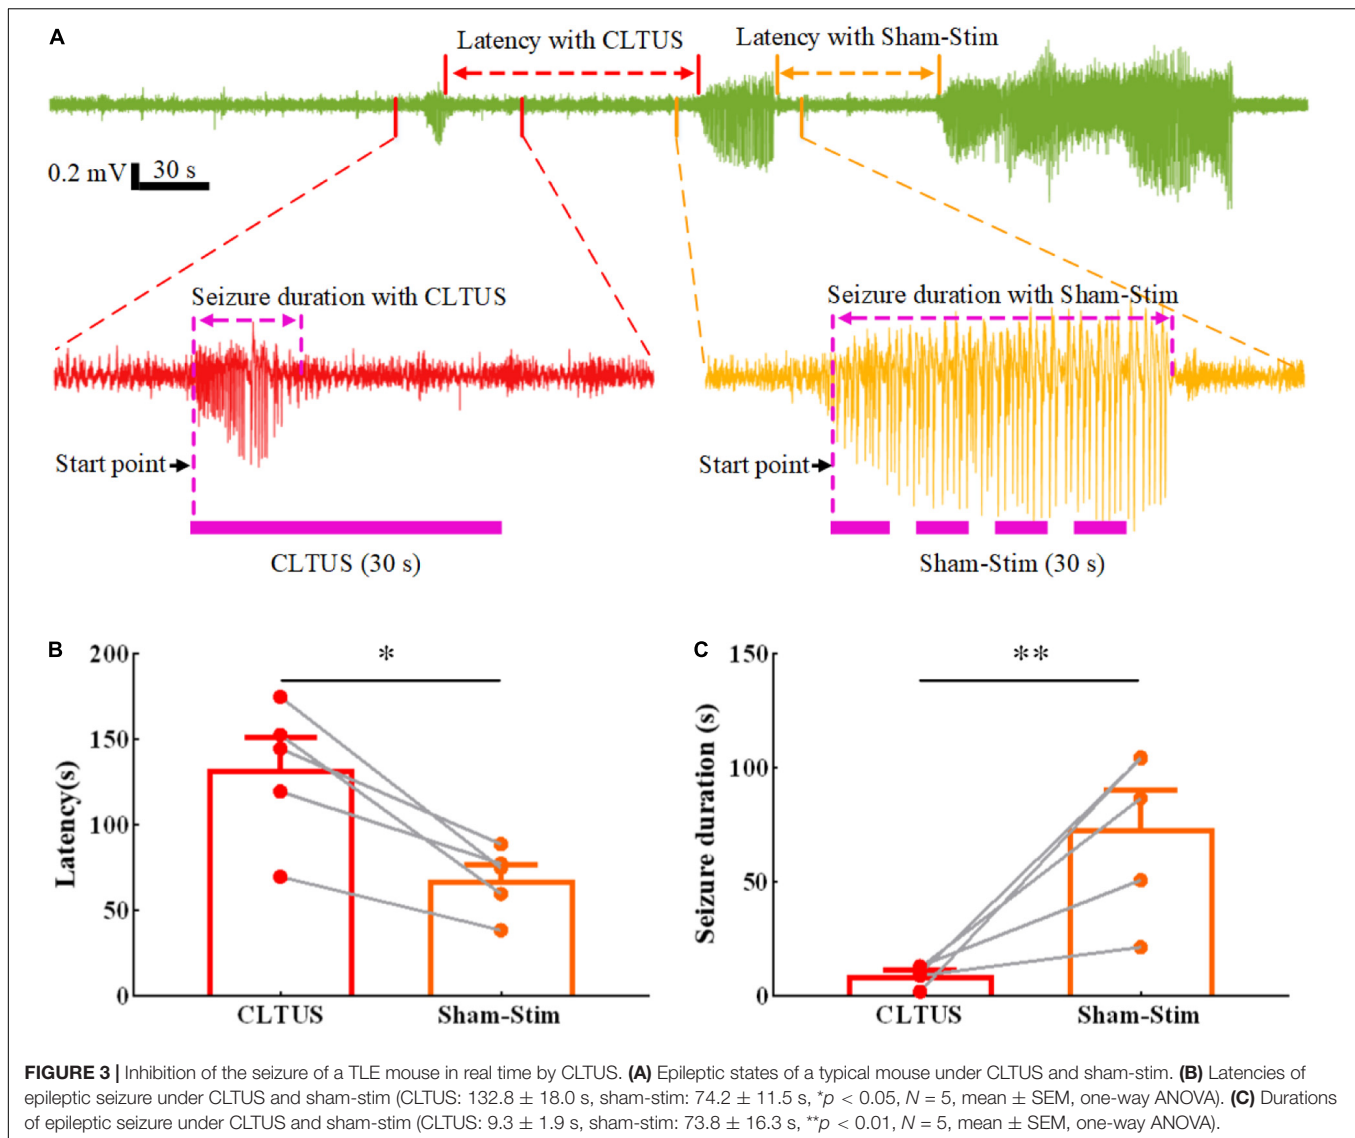 A
Latency with CLTUS
Latency with Sham-Stim
0.2 mV
30 s
Seizure duration with CLTUS
Seizure duration with Sham-Stim
Start point
Start point
CLTUS (30 s)
Sham-Stim (30 s)
B
200
150
100
50
0
Latency(s)
*
CLTUS
Sham-Stim
C
150
100
50
0
Seizure duration (s)
**
CLTUS
Sham-Stim
FIGURE 3 | Inhibition of the seizure of a TLE mouse in real time by CLTUS. (A) Epileptic states of a typical mouse under CLTUS and sham-stim. (B) Latencies of
epileptic seizure under CLTUS and sham-stim (CLTUS: 132.8 ± 18.0 s, sham-stim: 74.2 ± 11.5 s, *p < 0.05, N = 5, mean ± SEM, one-way ANOVA). (C) Durations
of epileptic seizure under CLTUS and sham-stim (CLTUS: 9.3 ± 1.9 s, sham-stim: 73.8 ± 16.3 s, **p < 0.01, N = 5, mean ± SEM, one-way ANOVA).